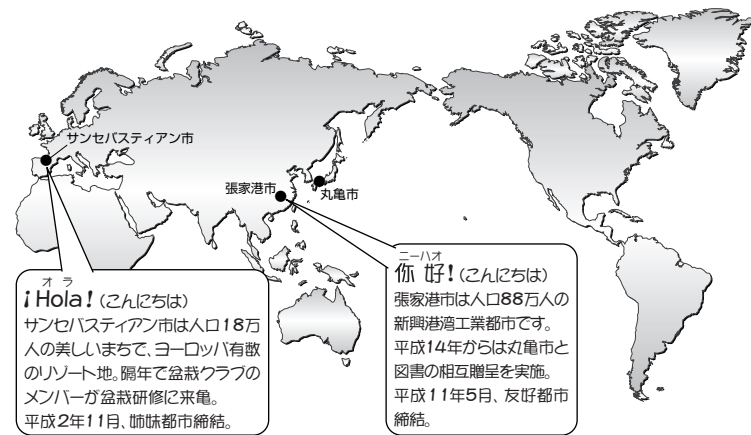 サンセバスティアン市
張家港市
丸亀市
オラ
¡Hola!(こんにちは)
サンセバスティアン市は人口18万
人の美しいまちで、ヨーロッパ有数
のリゾート地。隔年で盆栽クラブの
メンバーが盆栽研修に来亀。
平成2年11月、姉妹都市締結。
ニーハオ
你 好!(こんにちは)
張家港市は人口88万人の
新興港湾工業都市です。
平成14年からは丸亀市と
図書の相互贈呈を実施。
平成11年5月、友好都市
締結。